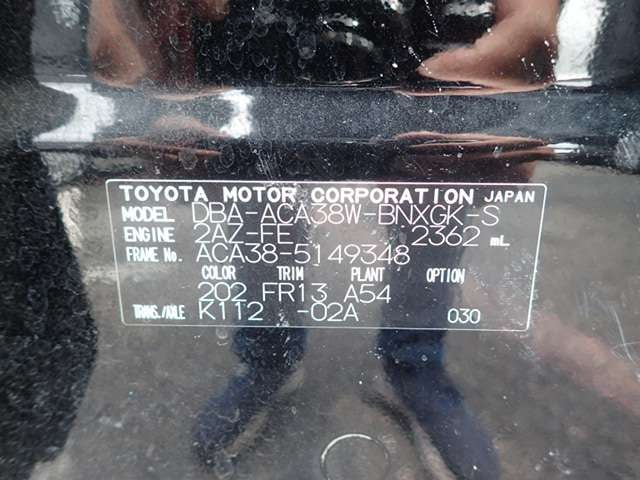 TOYOTA MOTOR CORPORATION JAPAN
MODEL DBA-ACA38W-BNXGK-S
ENGINE 2AZ-FE 2362 mL
FRAME No. ACA38-5149348
COLOR TRIM PLANT OPTION
202 FR13 A54
TRANS./AXLE K112 -02A 030